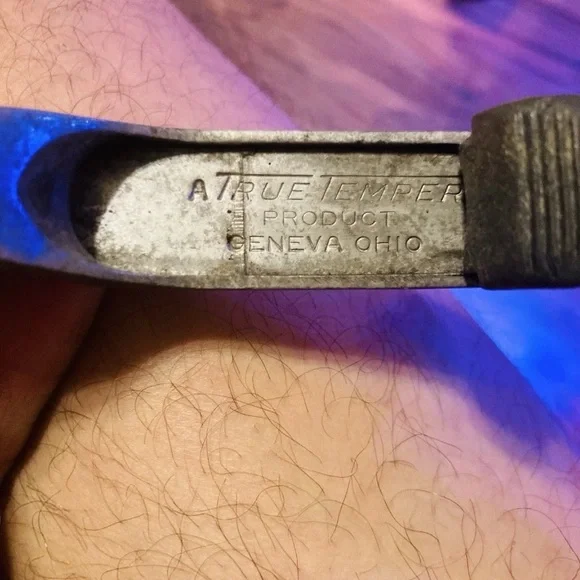 A TRUE TEMPER
PRODUCT
GENEVA OHIO